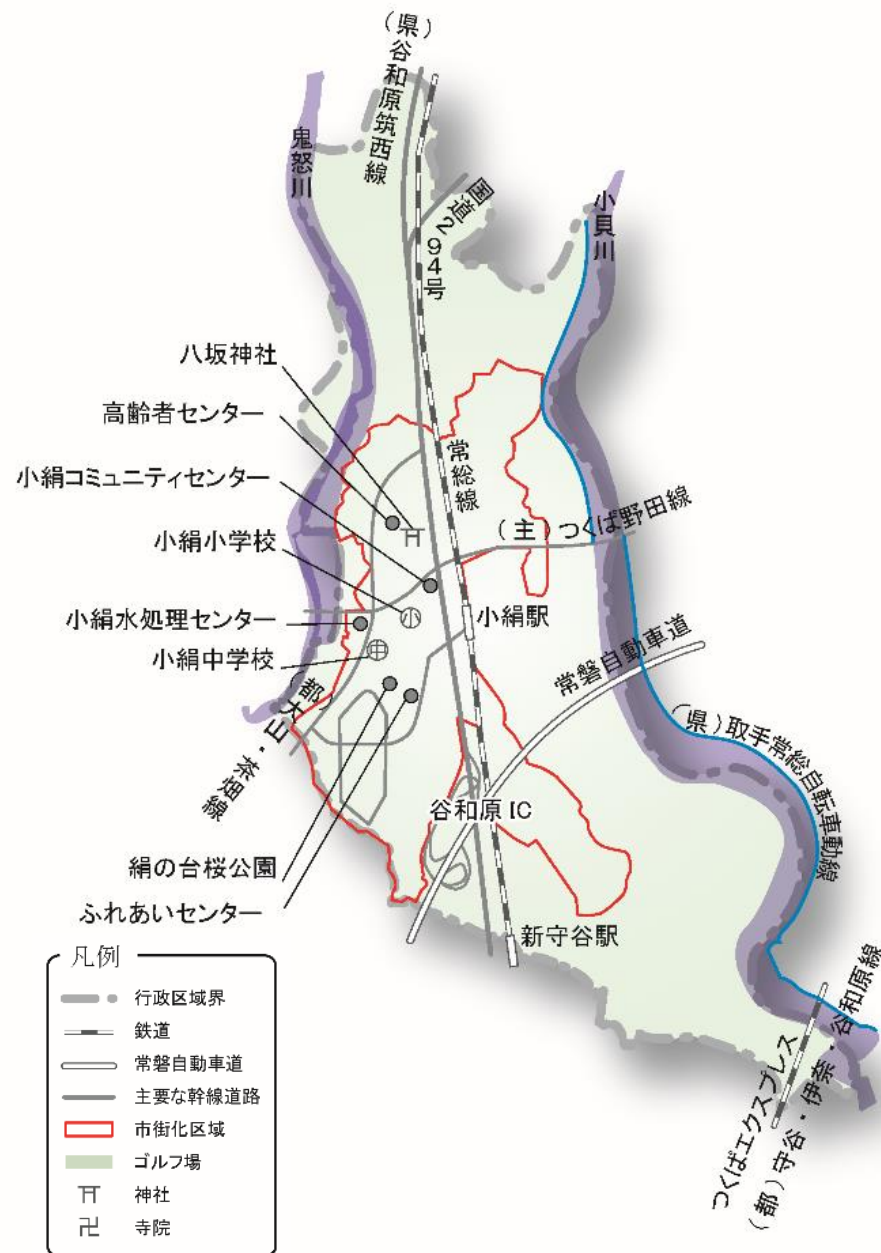 (県)谷和原筑西線
鬼怒川
国道294号
小貝川
八坂神社
高齢者センター
常総線
小絹コミュニティセンター
(主)つくば野田線
小絹小学校
小
小絹駅
小絹水処理センター
小絹中学校
中
常磐自動車道
(都)大山・茶畑線
(県)取手常総自転車動線
谷和原IC
絹の台桜公園
ふれあいセンター
新守谷駅
つくばエクスプレス
(都)守谷・伊奈・谷和原線
凡例
行政区域界
鉄道
常磐自動車道
主要な幹線道路
市街化区域
ゴルフ場
神社
卍 寺院